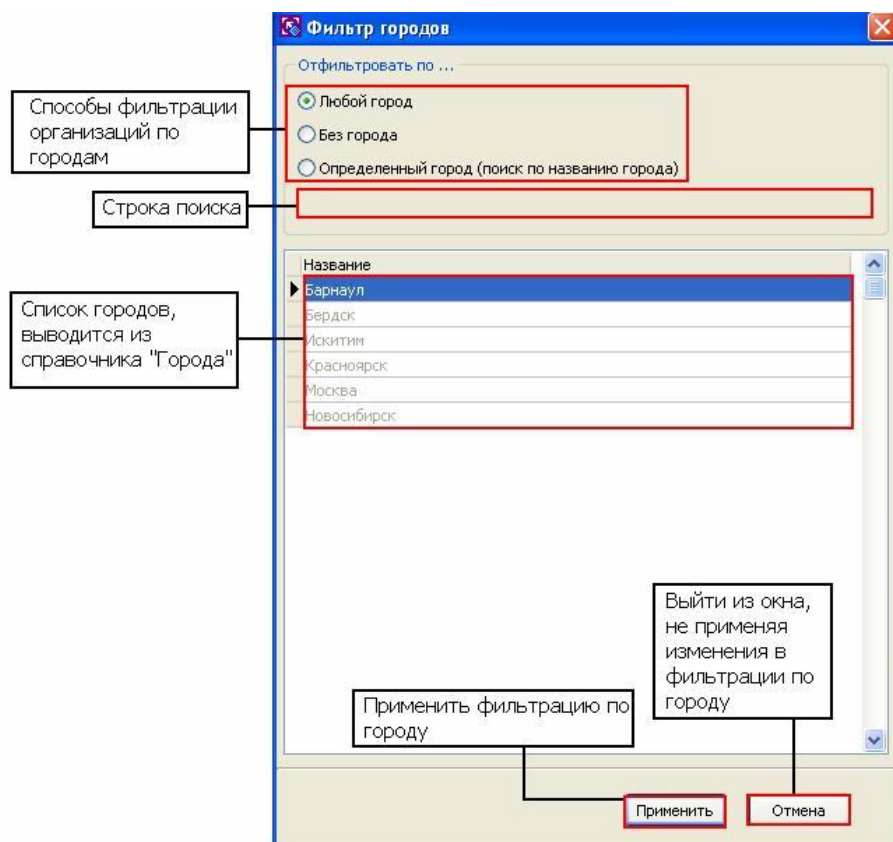 Фильтр городов
Отфильтровать по ...
Способы фильтрации
организаций по
городам
Любой город
Без города
Определенный город (поиск по названию города)
Строка поиска
Название
Список городов,
выводится из
справочника "Города"
Барнаул
Бердск
Искитим
Красноярск
Москва
Новосибирск
Выйти из окна,
не применяя
изменения в
фильтрации по
городу
Применить фильтрацию по
городу
Применить
Отмена